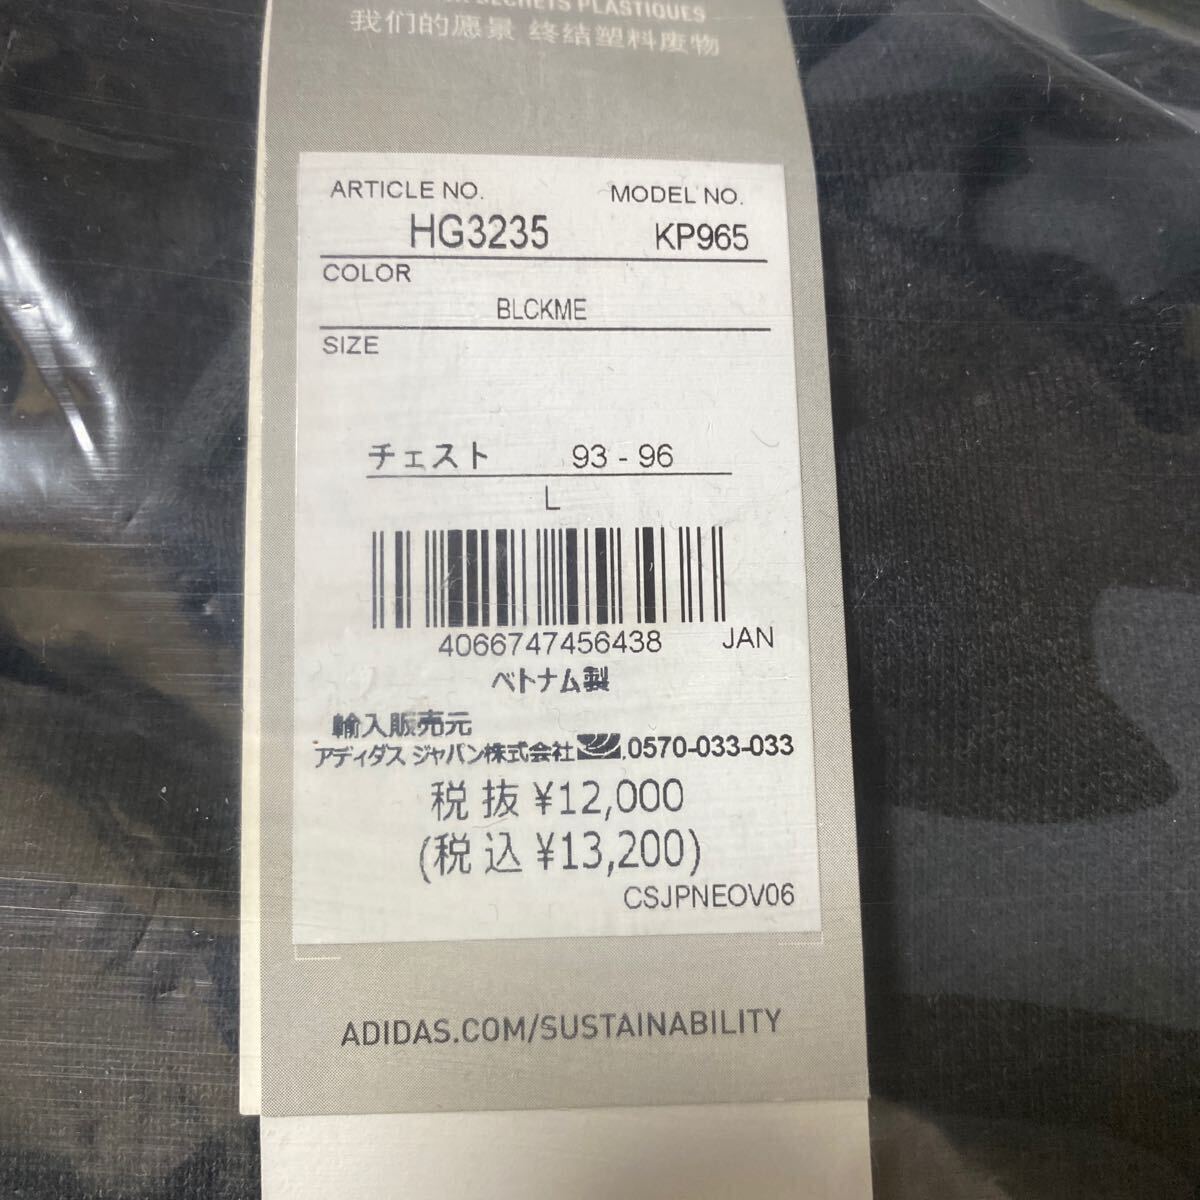 SECHETS PLASTIQUES
我们的愿景 终结塑料废物
ARTICLE NO. MODEL NO.
HG3235 KP965
COLOR
BLCKME
SIZE
チェスト 93 - 96
L
4066747456438 JAN
ベトナム製
輸入販売元
アディダス ジャパン株式会社 0570-033-033
税抜 ¥12,000
(税込 ¥13,200)
CSJPNEOV06
ADIDAS.COM/SUSTAINABILITY